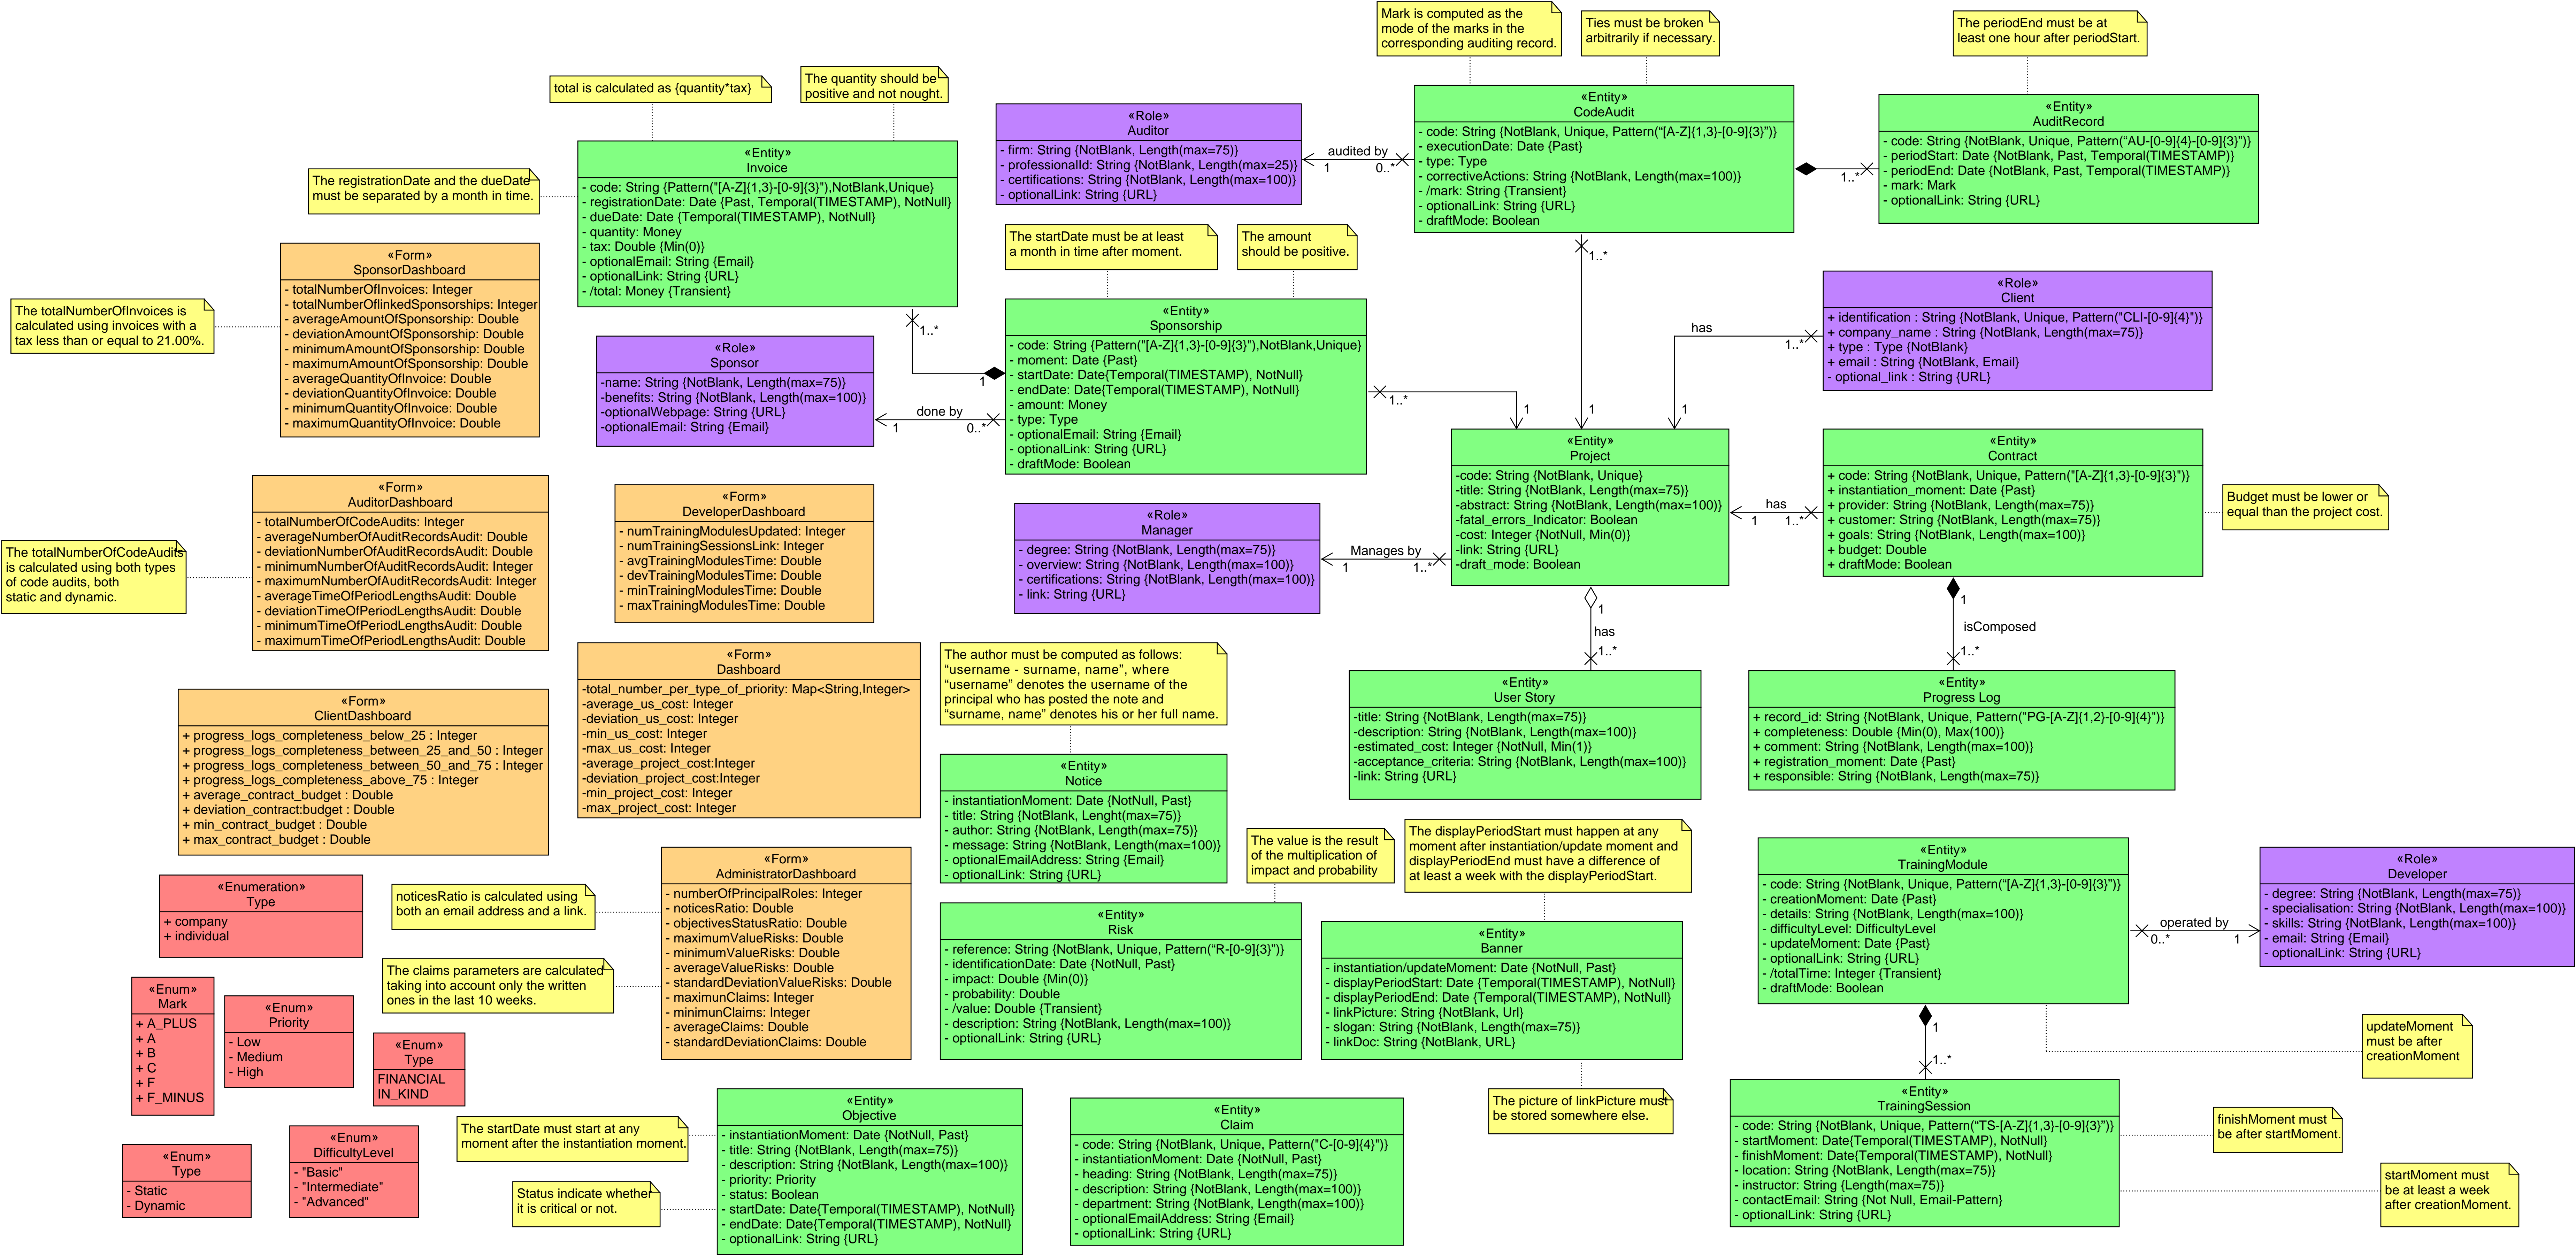 Mark is computed as the
mode of the marks in the
corresponding auditing record.
Ties must be broken
arbitrarily if necessary.
The periodEnd must be at
least one hour after periodStart.
total is calculated as {quantity*tax}
The quantity should be
positive and not nought.
«Role»
Auditor
- firm: String {NotBlank, Length(max=75)}
- professionalId: String {NotBlank, Length(max=25)}
- certifications: String {NotBlank, Length(max=100)}
- optionalLink: String {URL}
audited by
1
0..*
«Entity»
CodeAudit
- code: String {NotBlank, Unique, Pattern(“[A-Z]{1,3}-[0-9]{3}”)}
- executionDate: Date {Past}
- type: Type
- correctiveActions: String {NotBlank, Length(max=100)}
- /mark: String {Transient}
- optionalLink: String {URL}
- draftMode: Boolean
1..*
«Entity»
AuditRecord
- code: String {NotBlank, Unique, Pattern(“AU-[0-9]{4}-[0-9]{3}”)}
- periodStart: Date {NotBlank, Past, Temporal(TIMESTAMP)}
- periodEnd: Date {NotBlank, Past, Temporal(TIMESTAMP)}
- mark: Mark
- optionalLink: String {URL}
The registrationDate and the dueDate
must be separated by a month in time.
«Entity»
Invoice
- code: String {Pattern("[A-Z]{1,3}-[0-9]{3}"),NotBlank,Unique}
- registrationDate: Date {Past, Temporal(TIMESTAMP), NotNull}
- dueDate: Date {Temporal(TIMESTAMP), NotNull}
- quantity: Money
- tax: Double {Min(0)}
- optionalEmail: String {Email}
- optionalLink: String {URL}
- /total: Money {Transient}
The startDate must be at least
a month in time after moment.
The amount
should be positive.
1..*
The totalNumberOfInvoices is
calculated using invoices with a
tax less than or equal to 21.00%.
«Form»
SponsorDashboard
- totalNumberOfInvoices: Integer
- totalNumberOflinkedSponsorships: Integer
- averageAmountOfSponsorship: Double
- deviationAmountOfSponsorship: Double
- minimumAmountOfSponsorship: Double
- maximumAmountOfSponsorship: Double
- averageQuantityOfInvoice: Double
- deviationQuantityOfInvoice: Double
- minimumQuantityOfInvoice: Double
- maximumQuantityOfInvoice: Double
«Role»
Sponsor
-name: String {NotBlank, Length(max=75)}
-benefits: String {NotBlank, Length(max=100)}
-optionalWebpage: String {URL}
-optionalEmail: String {Email}
1..*
1
done by
1
0..*
«Entity»
Sponsorship
- code: String {Pattern("[A-Z]{1,3}-[0-9]{3}"),NotBlank,Unique}
- moment: Date {Past}
- startDate: Date{Temporal(TIMESTAMP), NotNull}
- endDate: Date{Temporal(TIMESTAMP), NotNull}
- amount: Money
- type: Type
- optionalEmail: String {Email}
- optionalLink: String {URL}
- draftMode: Boolean
1..*
1
1
has
1..*
1
«Role»
Client
+ identification : String {NotBlank, Unique, Pattern("CLI-[0-9]{4}")}
+ company_name : String {NotBlank, Length(max=75)}
+ type : Type {NotBlank}
+ email : String {NotBlank, Email}
- optional_link : String {URL}
«Form»
AuditorDashboard
- totalNumberOfCodeAudits: Integer
- averageNumberOfAuditRecordsAudit: Double
- deviationNumberOfAuditRecordsAudit: Double
- minimumNumberOfAuditRecordsAudit: Integer
- maximumNumberOfAuditRecordsAudit: Integer
- averageTimeOfPeriodLengthsAudit: Double
- deviationTimeOfPeriodLengthsAudit: Double
- minimumTimeOfPeriodLengthsAudit: Double
- maximumTimeOfPeriodLengthsAudit: Double
The totalNumberOfCodeAudits
is calculated using both types
of code audits, both
static and dynamic.
«Form»
DeveloperDashboard
- numTrainingModulesUpdated: Integer
- numTrainingSessionsLink: Integer
- avgTrainingModulesTime: Double
- devTrainingModulesTime: Double
- minTrainingModulesTime: Double
- maxTrainingModulesTime: Double
«Role»
Manager
- degree: String {NotBlank, Length(max=75)}
- overview: String {NotBlank, Length(max=100)}
- certifications: String {NotBlank, Length(max=100)}
- link: String {URL}
Manages by
1
1..*
«Entity»
Project
-code: String {NotBlank, Unique}
-title: String {NotBlank, Length(max=75)}
-abstract: String {NotBlank, Length(max=100)}
-fatal_errors_Indicator: Boolean
-cost: Integer {NotNull, Min(0)}
-link: String {URL}
-draft_mode: Boolean
has
1
1..*
«Entity»
Contract
+ code: String {NotBlank, Unique, Pattern("[A-Z]{1,3}-[0-9]{3}")}
+ instantiation_moment: Date {Past}
+ provider: String {NotBlank, Length(max=75)}
+ customer: String {NotBlank, Length(max=75)}
+ goals: String {NotBlank, Length(max=100)}
+ budget: Double
+ draftMode: Boolean
Budget must be lower or
equal than the project cost.
1
has
1..*
1
isComposed
1..*
«Form»
ClientDashboard
+ progress_logs_completeness_below_25 : Integer
+ progress_logs_completeness_between_25_and_50 : Integer
+ progress_logs_completeness_between_50_and_75 : Integer
+ progress_logs_completeness_above_75 : Integer
+ average_contract_budget : Double
+ deviation_contract:budget : Double
+ min_contract_budget : Double
+ max_contract_budget : Double
«Form»
Dashboard
-total_number_per_type_of_priority: Map<String,Integer>
-average_us_cost: Integer
-deviation_us_cost: Integer
-min_us_cost: Integer
-max_us_cost: Integer
-average_project_cost:Integer
-deviation_project_cost:Integer
-min_project_cost: Integer
-max_project_cost: Integer
The author must be computed as follows:
“username - surname, name”, where
“username” denotes the username of the
principal who has posted the note and
“surname, name” denotes his or her full name.
«Entity»
Notice
- instantiationMoment: Date {NotNull, Past}
- title: String {NotBlank, Lenght(max=75)}
- author: String {NotBlank, Length(max=75)}
- message: String {NotBlank, Length(max=100)}
- optionalEmailAddress: String {Email}
- optionalLink: String {URL}
«Entity»
User Story
-title: String {NotBlank, Length(max=75)}
-description: String {NotBlank, Length(max=100)}
-estimated_cost: Integer {NotNull, Min(1)}
-acceptance_criteria: String {NotBlank, Length(max=100)}
-link: String {URL}
«Entity»
Progress Log
+ record_id: String {NotBlank, Unique, Pattern("PG-[A-Z]{1,2}-[0-9]{4}")}
+ completeness: Double {Min(0), Max(100)}
+ comment: String {NotBlank, Length(max=100)}
+ registration_moment: Date {Past}
+ responsible: String {NotBlank, Length(max=75)}
«Enumeration»
Type
+ company
+ individual
noticesRatio is calculated using
both an email address and a link.
The claims parameters are calculated
taking into account only the written
ones in the last 10 weeks.
«Form»
AdministratorDashboard
- numberOfPrincipalRoles: Integer
- noticesRatio: Double
- objectivesStatusRatio: Double
- maximumValueRisks: Double
- minimumValueRisks: Double
- averageValueRisks: Double
- standardDeviationValueRisks: Double
- maximunClaims: Integer
- minimunClaims: Integer
- averageClaims: Double
- standardDeviationClaims: Double
The value is the result
of the multiplication of
impact and probability
The displayPeriodStart must happen at any
moment after instantiation/update moment and
displayPeriodEnd must have a difference of
at least a week with the displayPeriodStart.
«Entity»
Risk
- reference: String {NotBlank, Unique, Pattern(“R-[0-9]{3}”)}
- identificationDate: Date {NotNull, Past}
- impact: Double {Min(0)}
- probability: Double
- /value: Double {Transient}
- description: String {NotBlank, Length(max=100)}
- optionalLink: String {URL}
«Entity»
Banner
- instantiation/updateMoment: Date {NotNull, Past}
- displayPeriodStart: Date {Temporal(TIMESTAMP), NotNull}
- displayPeriodEnd: Date {Temporal(TIMESTAMP), NotNull}
- linkPicture: String {NotBlank, Url}
- slogan: String {NotBlank, Length(max=75)}
- linkDoc: String {NotBlank, URL}
«Entity»
TrainingModule
- code: String {NotBlank, Unique, Pattern(“[A-Z]{1,3}-[0-9]{3}”)}
- creationMoment: Date {Past}
- details: String {NotBlank, Length(max=100)}
- difficultyLevel: DifficultyLevel
- updateMoment: Date {Past}
- optionalLink: String {URL}
- /totalTime: Integer {Transient}
- draftMode: Boolean
operated by
0..*
1
«Role»
Developer
- degree: String {NotBlank, Length(max=75)}
- specialisation: String {NotBlank, Length(max=100)}
- skills: String {NotBlank, Length(max=100)}
- email: String {Email}
- optionalLink: String {URL}
«Enum»
Mark
+ A_PLUS
+ A
+ B
+ C
+ F
+ F_MINUS
«Enum»
Priority
- Low
- Medium
- High
«Enum»
Type
FINANCIAL
IN_KIND
1
1..*
updateMoment
must be after
creationMoment
The picture of linkPicture must
be stored somewhere else.
«Enum»
Type
- Static
- Dynamic
«Enum»
DifficultyLevel
- "Basic"
- "Intermediate"
- "Advanced"
The startDate must start at any
moment after the instantiation moment.
Status indicate whether
it is critical or not.
«Entity»
Objective
- instantiationMoment: Date {NotNull, Past}
- title: String {NotBlank, Length(max=75)}
- description: String {NotBlank, Length(max=100)}
- priority: Priority
- status: Boolean
- startDate: Date{Temporal(TIMESTAMP), NotNull}
- endDate: Date{Temporal(TIMESTAMP), NotNull}
- optionalLink: String {URL}
«Entity»
Claim
- code: String {NotBlank, Unique, Pattern("C-[0-9]{4}")}
- instantiationMoment: Date {NotNull, Past}
- heading: String {NotBlank, Length(max=75)}
- description: String {NotBlank, Length(max=100)}
- department: String {NotBlank, Length(max=100)}
- optionalEmailAddress: String {Email}
- optionalLink: String {URL}
«Entity»
TrainingSession
- code: String {NotBlank, Unique, Pattern(“TS-[A-Z]{1,3}-[0-9]{3}”)}
- startMoment: Date{Temporal(TIMESTAMP), NotNull}
- finishMoment: Date{Temporal(TIMESTAMP), NotNull}
- location: String {NotBlank, Length(max=75)}
- instructor: String {Length(max=75)}
- contactEmail: String {Not Null, Email-Pattern}
- optionalLink: String {URL}
finishMoment must
be after startMoment.
startMoment must
be at least a week
after creationMoment.